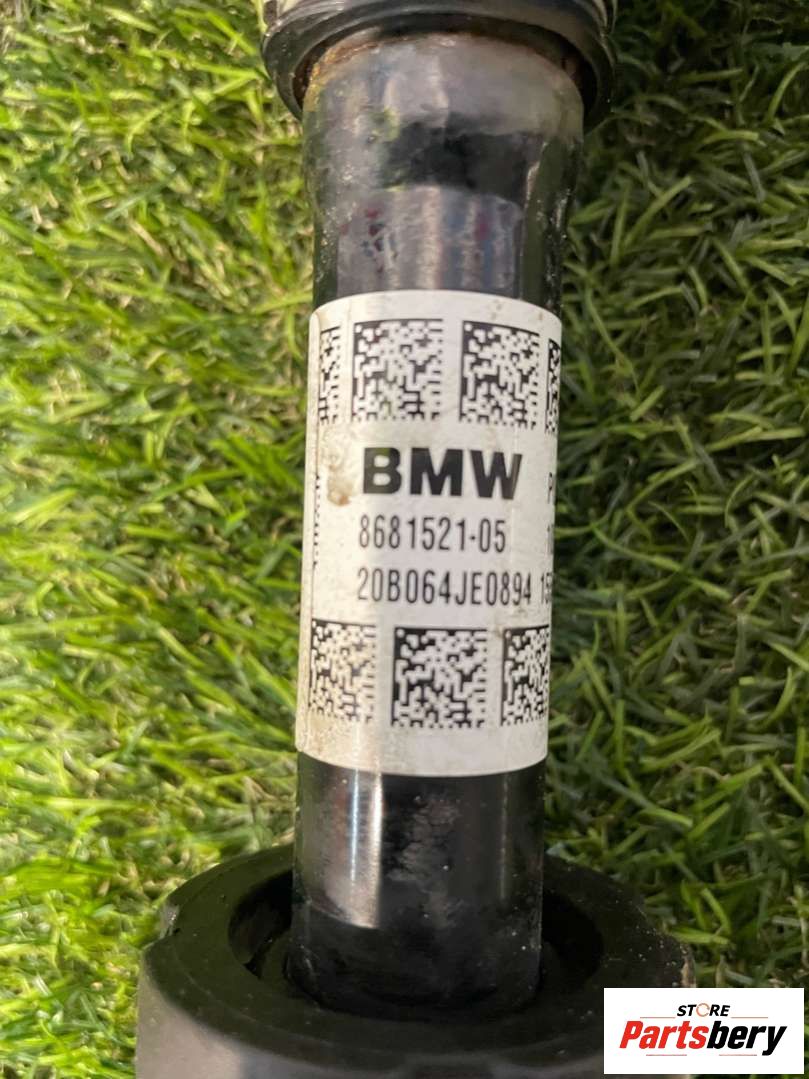 BMW
8681521-05
20B064JE0894
STORE
Partsbery